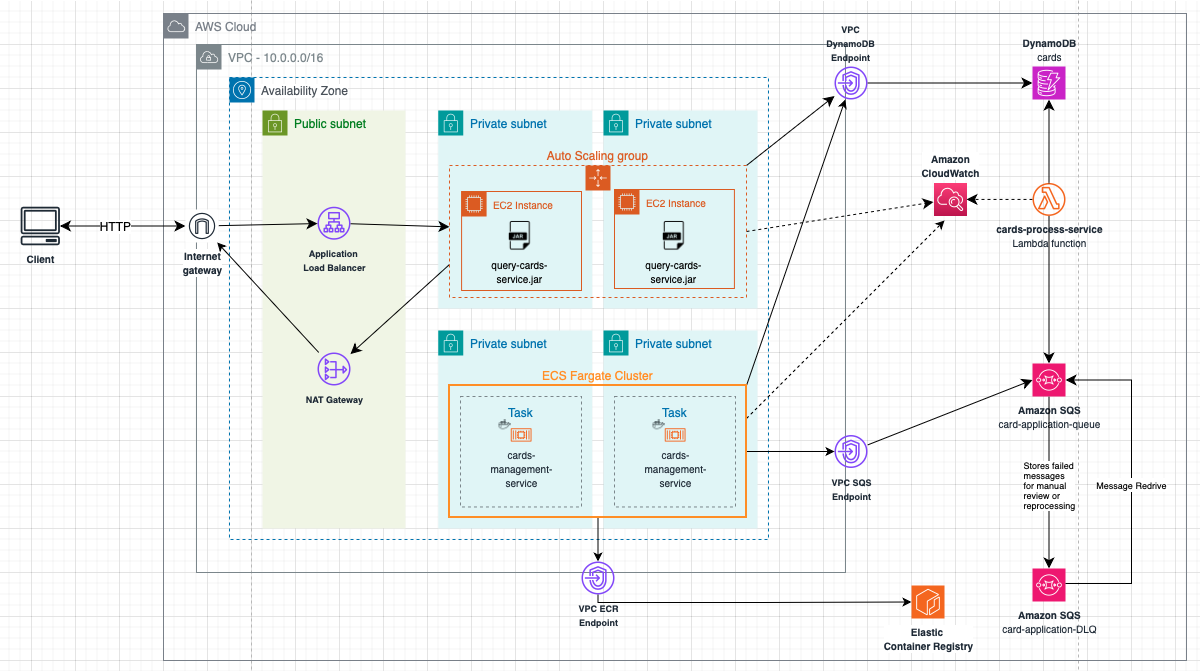 AWS Cloud
VPC - 10.0.0.0/16
Availability Zone
Public subnet
Private subnet
Private subnet
Auto Scaling group
EC2 Instance
JAR
query-cards-
service.jar
EC2 Instance
JAR
query-cards-
service.jar
Client
HTTP
Internet
gateway
Application
Load Balancer
NAT Gateway
Private subnet
Private subnet
ECS Fargate Cluster
Task
cards-
management-
service
Task
cards-
management-
service
VPC
DynamoDB
Endpoint
DynamoDB
cards
Amazon
CloudWatch
cards-process-service
Lambda function
Amazon SQS
card-application-queue
VPC SQS
Endpoint
Stores failed
messages
for manual
review or
reprocessing
Message Redrive
VPC ECR
Endpoint
Elastic
Container Registry
Amazon SQS
card-application-DLQ